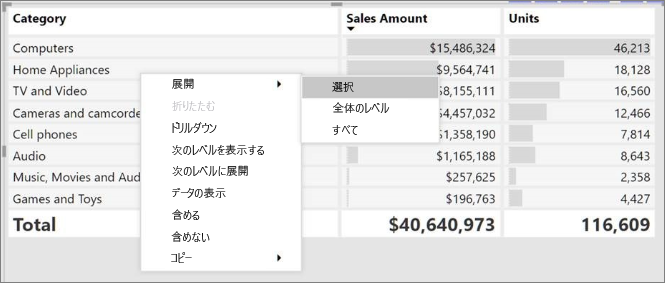 Category Sales Amount Units
Computers $15,486,324 46,213
Home Appliances $9,564,741 18,128
TV and Video $8,155,111 16,560
Cameras and camcorde $4,457,032 12,466
Cell phones $1,358,190 7,814
Audio $1,165,188 8,643
Music, Movies and Aud $257,625 2,358
Games and Toys $196,763 4,427
Total $40,640,973 116,609
展開
折りたたむ
ドリルダウン
次のレベルを表示する
次のレベルに展開
データの表示
含める
含めない
コピー
選択
全体のレベル
すべて